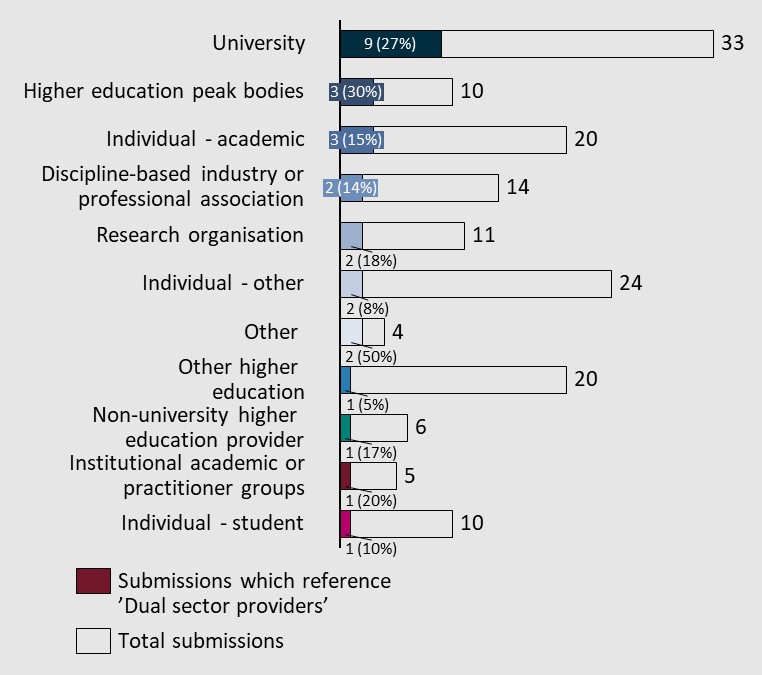 University
9 (27%)
33
Higher education peak bodies
3 (30%)
10
Individual - academic
3 (15%)
20
Discipline-based industry or
professional association
2 (14%)
14
Research organisation
11
2 (18%)
Individual - other
24
2 (8%)
Other
4
2 (50%)
Other higher
education
20
1 (5%)
Non-university higher
education provider
6
1 (17%)
Institutional academic or
practitioner groups
5
1 (20%)
Individual - student
10
1 (10%)
Submissions which reference
’Dual sector providers’
Total submissions